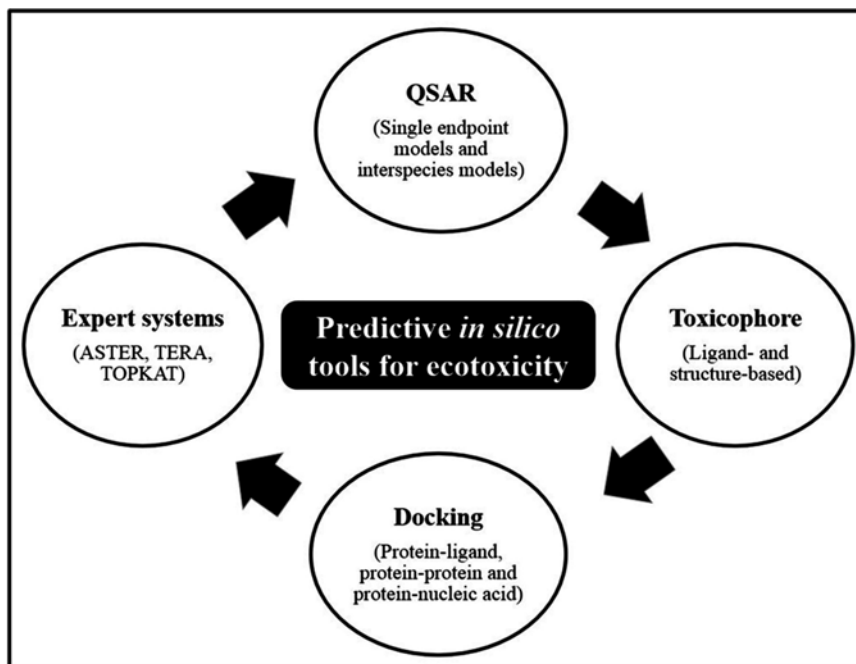 QSAR
(Single endpoint
models and
interspecies models)
Expert systems
(ASTER, TERA,
TOPKAT)
Predictive in silico
tools for ecotoxicity
Toxicophore
(Ligand- and
structure-based)
Docking
(Protein-ligand,
protein-protein and
protein-nucleic acid)